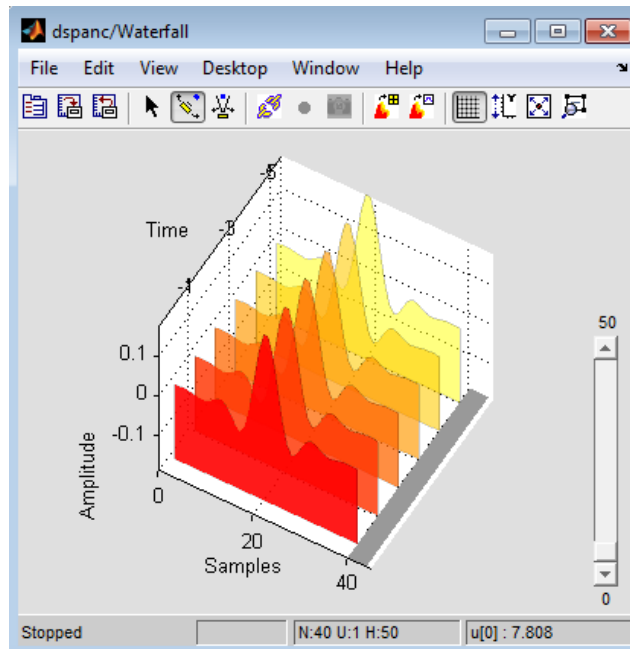 dspanc/Waterfall
File Edit View Desktop Window Help
-5
Time
-3
-1
0.1
0
-0.1
Amplitude
0
20
Samples
40
50
0
Stopped
N:40 U:1 H:50
u[0] : 7.808